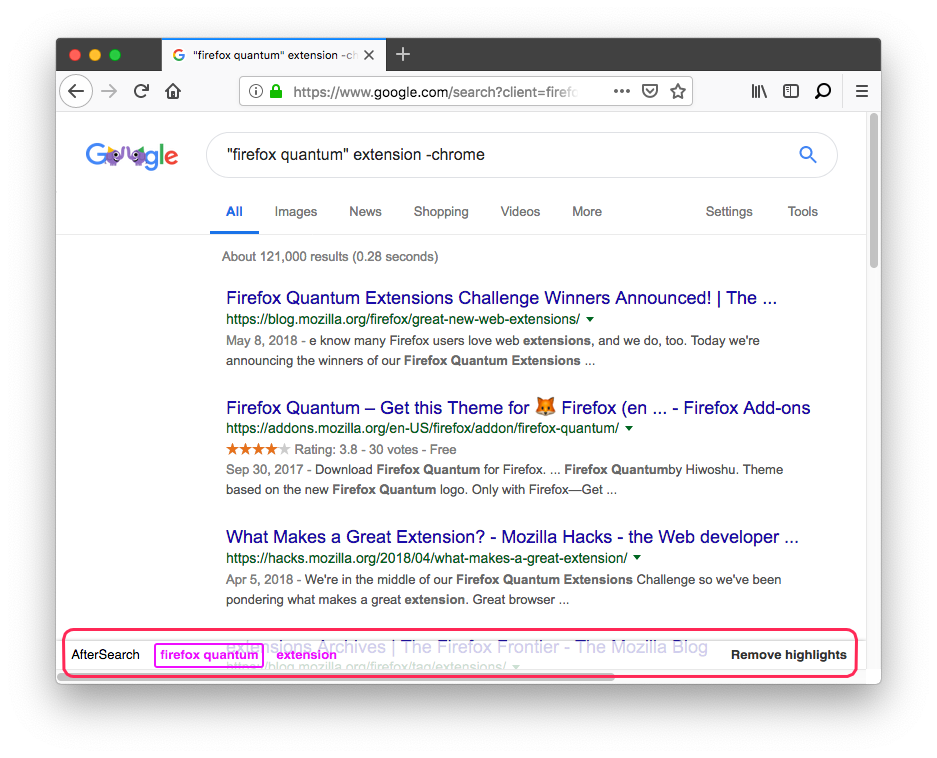 "firefox quantum" extension -ch
https://www.google.com/search?client=firefo
Google
"firefox quantum" extension -chrome
All Images News Shopping Videos More Settings Tools
About 121,000 results (0.28 seconds)
Firefox Quantum Extensions Challenge Winners Announced! | The ...
https://blog.mozilla.org/firefox/great-new-web-extensions/
May 8, 2018 - e know many Firefox users love web extensions, and we do, too. Today we're
announcing the winners of our Firefox Quantum Extensions ...
Firefox Quantum – Get this Theme for 🦊 Firefox (en ... - Firefox Add-ons
https://addons.mozilla.org/en-US/firefox/addon/firefox-quantum/
Rating: 3.8 - 30 votes - Free
Sep 30, 2017 - Download Firefox Quantum for Firefox. ... Firefox Quantumby Hiwoshu. Theme
based on the new Firefox Quantum logo. Only with Firefox—Get ...
What Makes a Great Extension? - Mozilla Hacks - the Web developer ...
https://hacks.mozilla.org/2018/04/what-makes-a-great-extension/
Apr 5, 2018 - We're in the middle of our Firefox Quantum Extensions Challenge so we've been
pondering what makes a great extension. Great browser ...
extensions Archives | The Firefox Frontier - The Mozilla Blog
AfterSearch firefox quantum extension Remove highlights
https://blog.mozilla.org/firefox/tag/extensions/